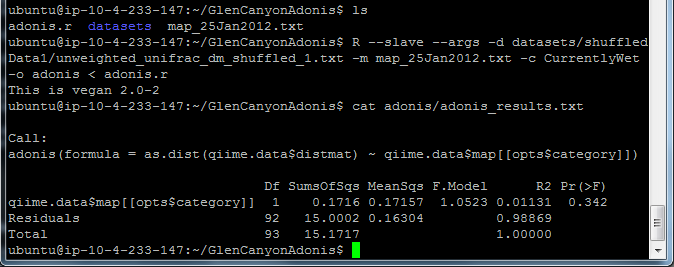 ubuntu@ip-10-4-233-147:~/GlenCanyonAdonis$ ls
adonis.r  datasets  map_25Jan2012.txt
ubuntu@ip-10-4-233-147:~/GlenCanyonAdonis$ R --slave --args -d datasets/shuffled
Data1/unweighted_unifrac_dm_shuffled_1.txt -m map_25Jan2012.txt -c CurrentlyWet
-o adonis < adonis.r
This is vegan 2.0-2
ubuntu@ip-10-4-233-147:~/GlenCanyonAdonis$ cat adonis/adonis_results.txt
Call:
adonis(formula = as.dist(qiime.data$distmat) ~ qiime.data$map[[opts$category]])
Df SumsOfSqs MeanSqs F.Model      R2 Pr(>F)
qiime.data$map[[opts$category]]  1    0.1716 0.17157  1.0523 0.01131  0.342
Residuals                       92   15.0002 0.16304         0.98869
Total                           93   15.1717                 1.00000
ubuntu@ip-10-4-233-147:~/GlenCanyonAdonis$